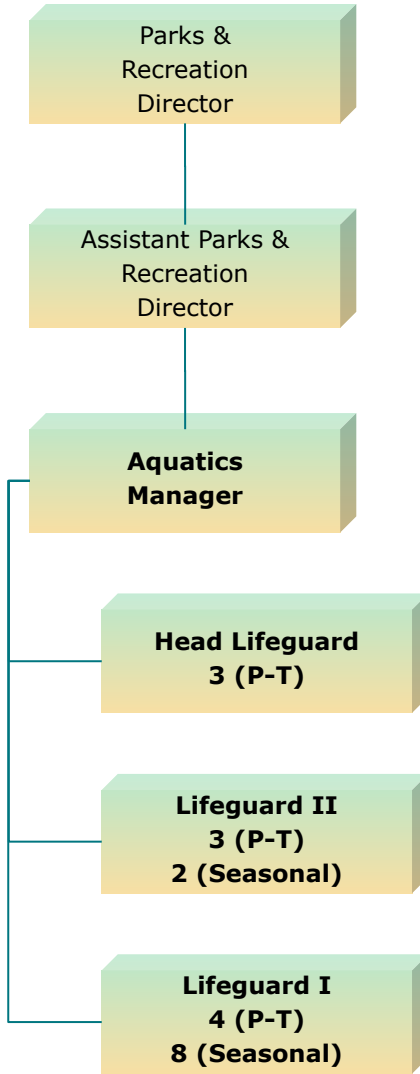 Parks &
Recreation
Director
Assistant Parks &
Recreation
Director
Aquatics
Manager
Head Lifeguard
3 (P-T)
Lifeguard II
3 (P-T)
2 (Seasonal)
Lifeguard I
4 (P-T)
8 (Seasonal)